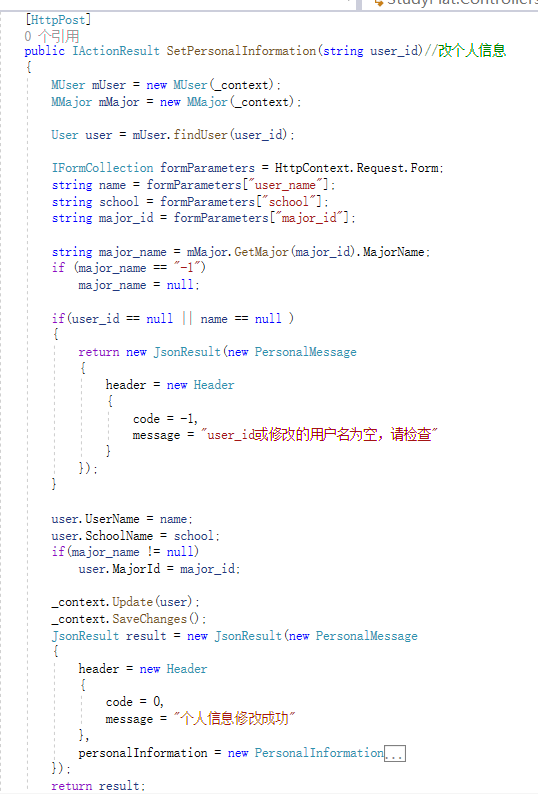 StudyPlat.Controllers
[HttpPost]
0 个引用
public IActionResult SetPersonalInformation(string user_id)//改个人信息
{
MUser mUser = new MUser(_context);
MMajor mMajor = new MMajor(_context);
User user = mUser.findUser(user_id);
IFormCollection formParameters = HttpContext.Request.Form;
string name = formParameters["user_name"];
string school = formParameters["school"];
string major_id = formParameters["major_id"];
string major_name = mMajor.GetMajor(major_id).MajorName;
if (major_name == "-1")
major_name = null;
if(user_id == null || name == null )
{
return new JsonResult(new PersonalMessage
{
header = new Header
{
code = -1,
message = "user_id或修改的用户名为空，请检查"
}
});
}
user.UserName = name;
user.SchoolName = school;
if(major_name != null)
user.MajorId = major_id;
_context.Update(user);
_context.SaveChanges();
JsonResult result = new JsonResult(new PersonalMessage
{
header = new Header
{
code = 0,
message = "个人信息修改成功"
},
personalInformation = new PersonalInformation...
});
return result;